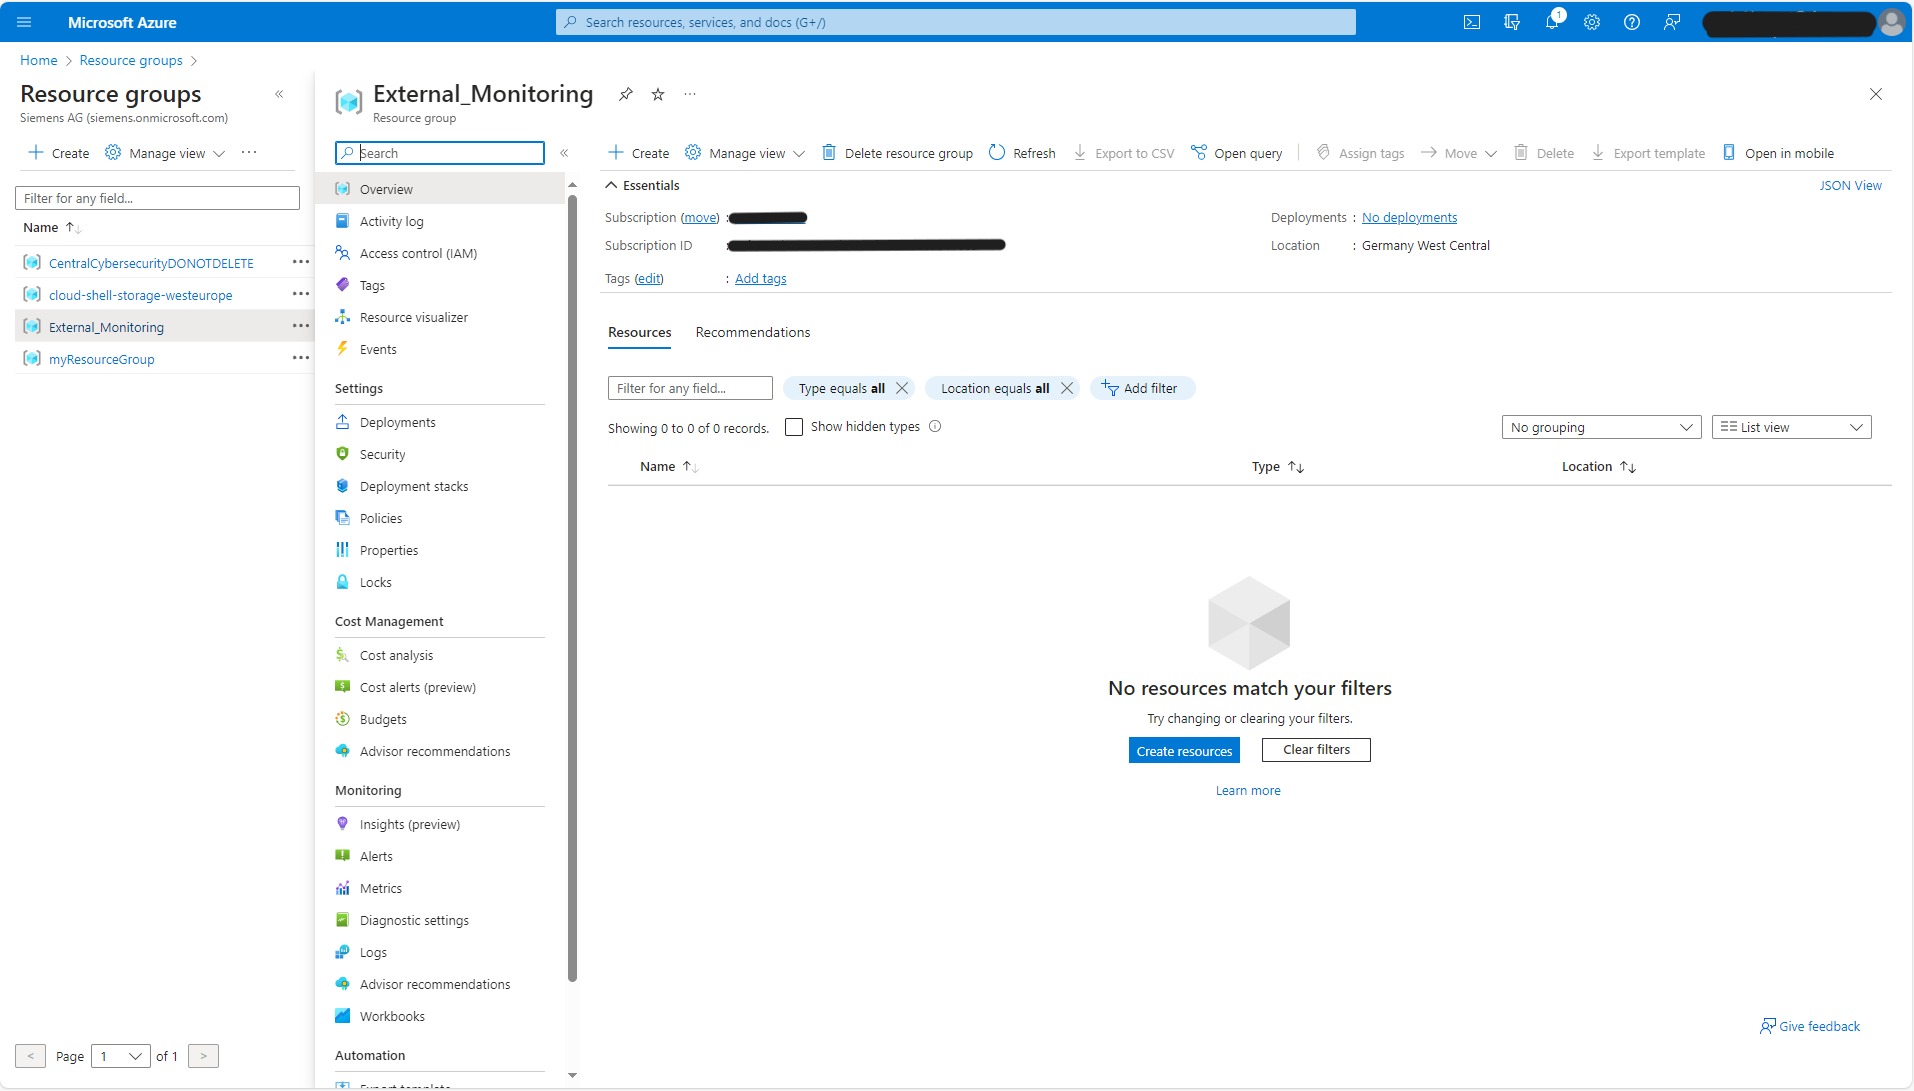 Microsoft Azure
Search resources, services, and docs (G+/)
1
Home > Resource groups >
Resource groups
Siemens AG (siemens.onmicrosoft.com)
Create Manage view ...
Filter for any field...
Name
CentralCybersecurityDONOTDELETE
cloud-shell-storage-westeurope
External_Monitoring
myResourceGroup
< Page 1 of 1 >
External_Monitoring
Resource group
Search
Overview
Activity log
Access control (IAM)
Tags
Resource visualizer
Events
Settings
Deployments
Security
Deployment stacks
Policies
Properties
Locks
Cost Management
Cost analysis
Cost alerts (preview)
Budgets
Advisor recommendations
Monitoring
Insights (preview)
Alerts
Metrics
Diagnostic settings
Logs
Advisor recommendations
Workbooks
Automation
Export template
Create Manage view Delete resource group Refresh Export to CSV Open query Assign tags Move Delete Export template Open in mobile
Essentials
JSON View
Subscription (move) :
Deployments : No deployments
Subscription ID
Location : Germany West Central
Tags (edit) : Add tags
Resources Recommendations
Filter for any field... Type equals all Location equals all Add filter
Showing 0 to 0 of 0 records. Show hidden types
No grouping List view
Name Type Location
No resources match your filters
Try changing or clearing your filters.
Create resources Clear filters
Learn more
Give feedback